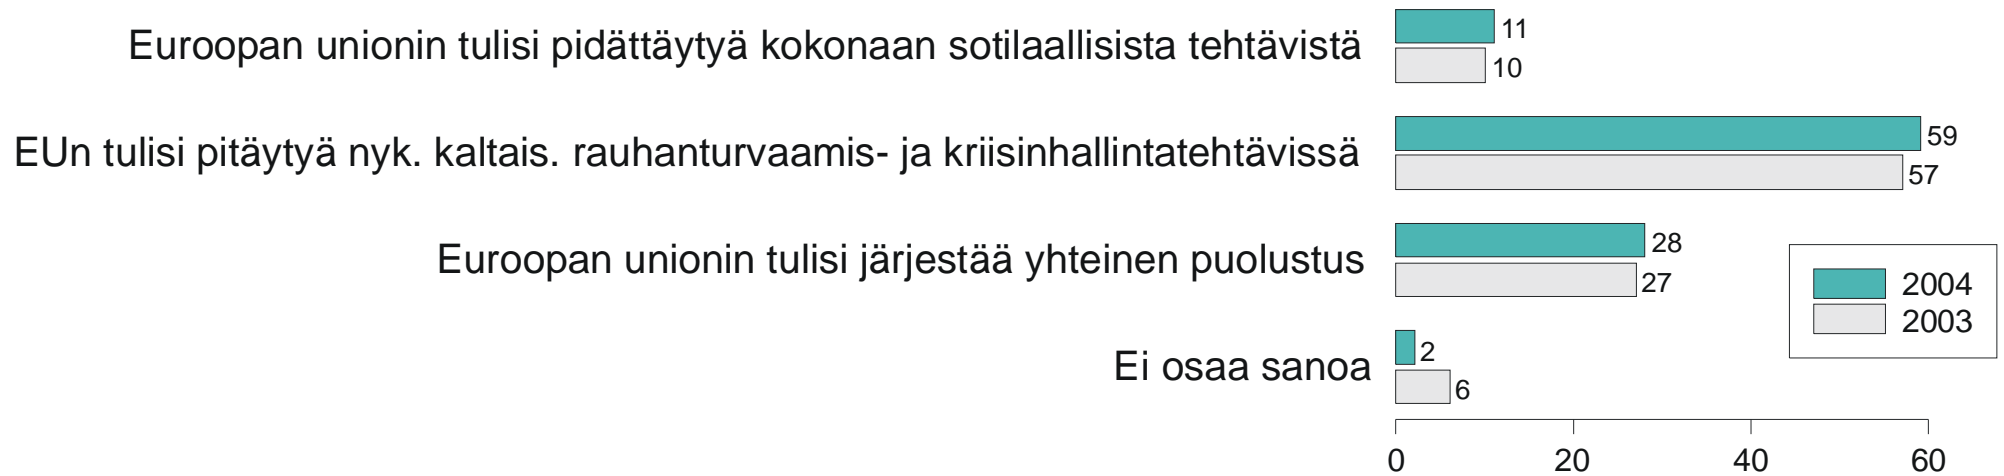 Euroopan unionin tulisi pidättäytyä kokonaan sotilaallisista tehtävistä
11
10
EUn tulisi pitäytyä nyk. kaltais. rauhanturvaamis- ja kriisinhallintatehtävissä
59
57
Euroopan unionin tulisi järjestää yhteinen puolustus
28
27
2004
2003
Ei osaa sanoa
2
6
0 20 40 60